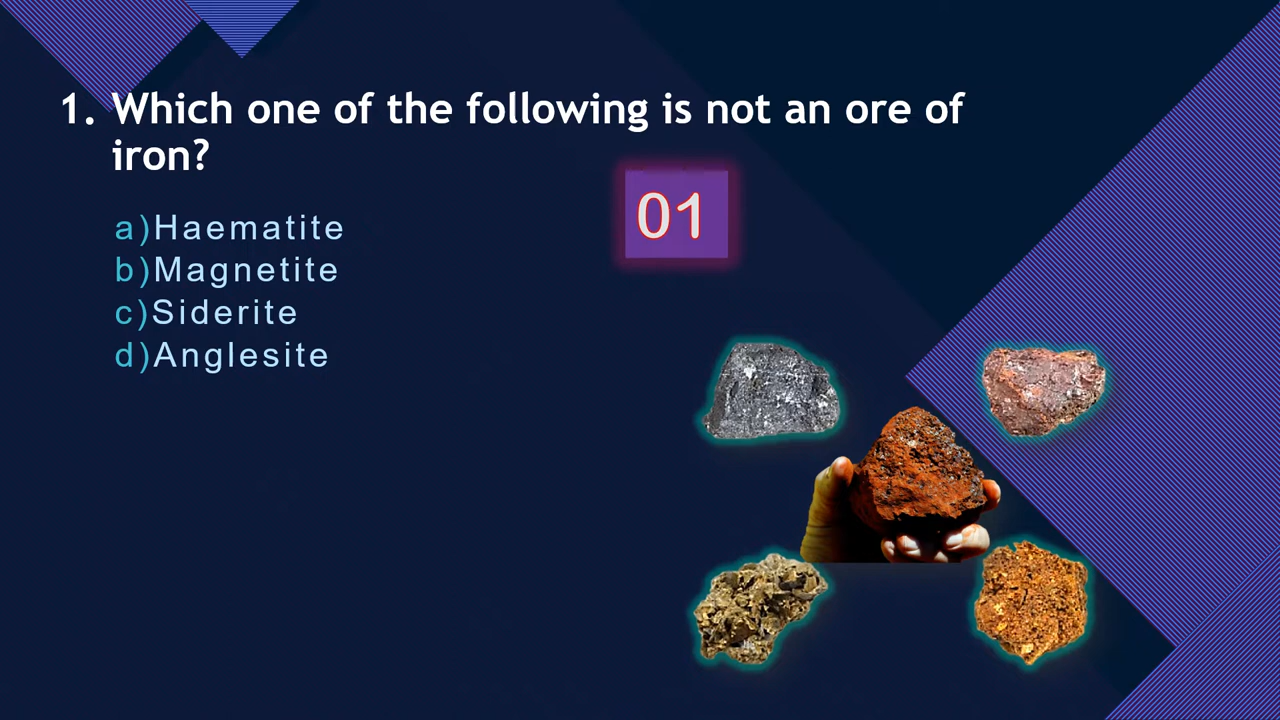 1. Which one of the following is not an ore of
iron?
01
a)Haematite
b)Magnetite
c)Siderite
d)Anglesite